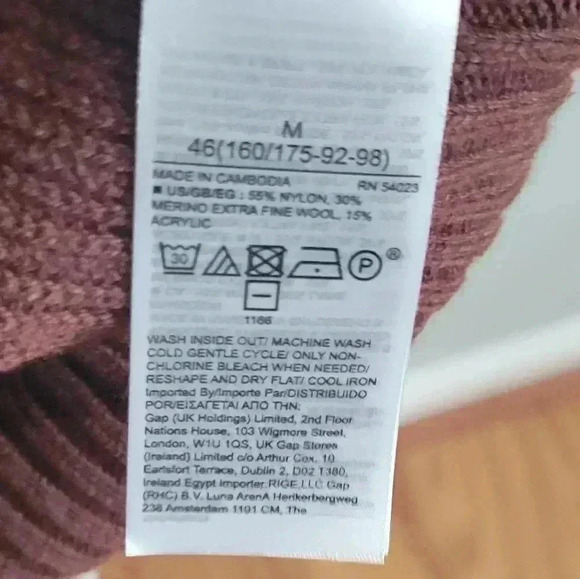 M
46(160/175-92-98)
MADE IN CAMBODIA RN 54023
■ US/GB/EG : 55% NYLON, 30%
MERINO EXTRA FINE WOOL, 15%
ACRYLIC
30 P ®
1166
WASH INSIDE OUT/ MACHINE WASH
COLD GENTLE CYCLE/ ONLY NON-
CHLORINE BLEACH WHEN NEEDED/
RESHAPE AND DRY FLAT/ COOL IRON
Imported By/Importe Par/DISTRIBUIDO
POR/ΕΙΣΑΓΕΤΑΙ ΑΠΟ ΤΗΝ:
Gap (UK Holdings) Limited, 2nd Floor
Nations House, 103 Wigmore Street,
London, W1U 1QS, UK Gap Stores
(Ireland) Limited c/o Arthur Cox, 10
Earlsfort Terrace, Dublin 2, D02 T380,
Ireland Egypt importer RIGE LLC Gap
(RHC) B.V. Luna ArenA Herikerbergweg
238 Amsterdam 1101 CM, The